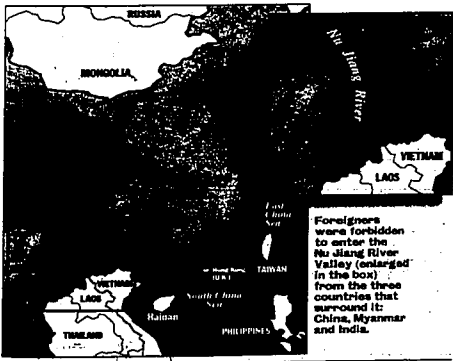 RUSSIA
MONGOLIA
Nu Jiang River
VIETNAM
LAOS
East
China
Sea
Hong Kong
(U.K.)
TAIWAN
VIETNAM
LAOS
South China
Sea
Hainan
THAILAND
PHILIPPINES
Foreigners
were forbidden
to enter the
Nu Jiang River
Valley (enlarged
in the box)
from the three
countries that
surround it:
China, Myanmar
and India.